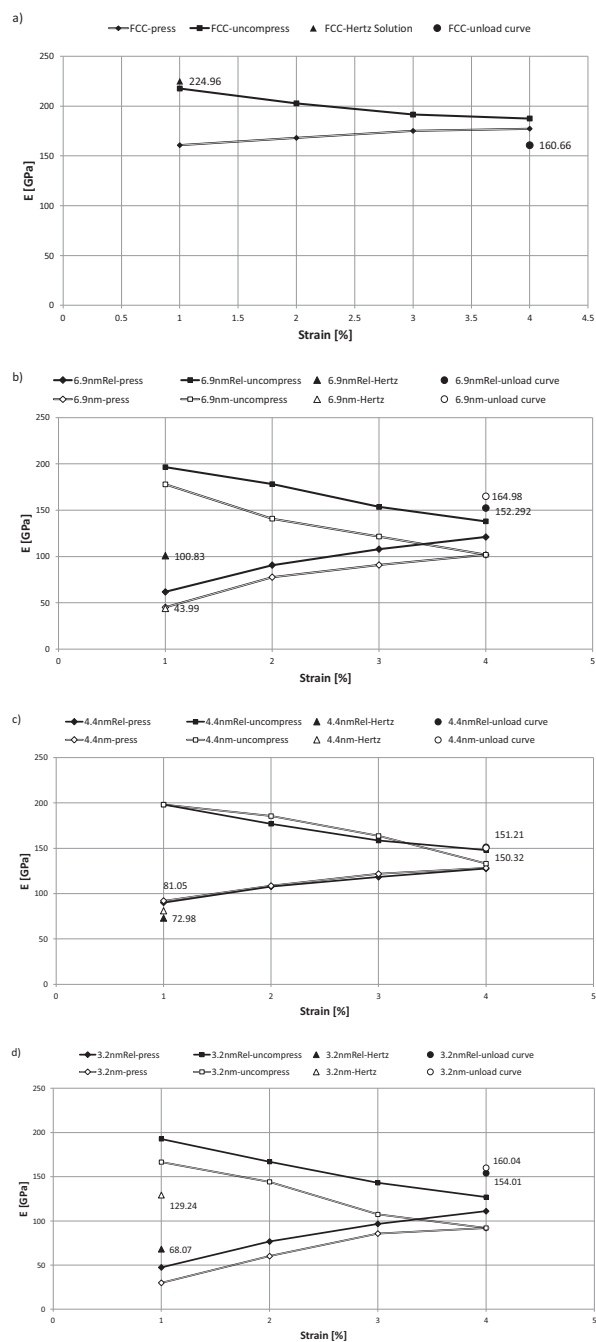 a)
FCC-press FCC-uncompress FCC-Hertz Solution FCC-unload curve
250
224.96
200
160.66
150
E [GPa]
100
50
0
0 0.5 1 1.5 2 2.5 3 3.5 4 4.5
Strain [%]
b)
6.9nmRel-press 6.9nmRel-uncompress 6.9nmRel-Hertz 6.9nmRel-unload curve
6.9nm-press 6.9nm-uncompress 6.9nm-Hertz 6.9nm-unload curve
250
200
164.98
152.292
150
E [GPa]
100.83
100
50
43.99
0
0 1 2 3 4 5
Strain [%]
c)
4.4nmRel-press 4.4nmRel-uncompress 4.4nmRel-Hertz 4.4nmRel-unload curve
4.4nm-press 4.4nm-uncompress 4.4nm-Hertz 4.4nm-unload curve
250
200
151.21
150
150.32
E [GPa]
100
81.05
72.98
50
0
0 1 2 3 4 5
Strain [%]
d)
3.2nmRel-press 3.2nmRel-uncompress 3.2nmRel-Hertz 3.2nmRel-unload curve
3.2nm-press 3.2nm-uncompress 3.2nm-Hertz 3.2nm-unload curve
250
200
160.04
150
154.01
129.24
E [GPa]
100
68.07
50
0
0 1 2 3 4 5
Strain [%]